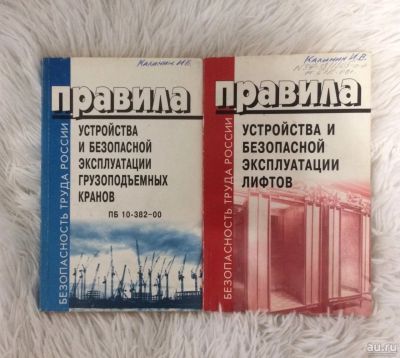 Калинин И.В.
правила
УСТРОЙСТВА
И БЕЗОПАСНОЙ
ЭКСПЛУАТАЦИИ
ГРУЗОПОДЪЕМНЫХ
КРАНОВ
ПБ 10-382-00
БЕЗОПАСНОСТЬ ТРУДА РОССИИ
Калинин И.В.
правила
УСТРОЙСТВА И
БЕЗОПАСНОЙ
ЭКСПЛУАТАЦИИ
ЛИФТОВ
БЕЗОПАСНОСТЬ ТРУДА РОССИИ
au.ru